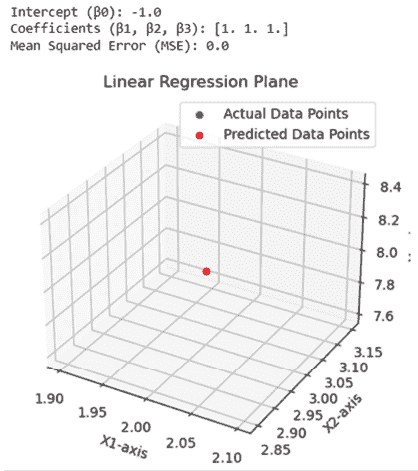 Intercept (β0): -1.0
Coefficients (β1, β2, β3): [1. 1. 1.]
Mean Squared Error (MSE): 0.0
Linear Regression Plane
Actual Data Points
Predicted Data Points
8.4
8.2
8.0
7.8
7.6
3.15
3.10
3.05
3.00
2.95
2.90
2.85
X2-axis
1.90
1.95
2.00
2.05
2.10
X1-axis